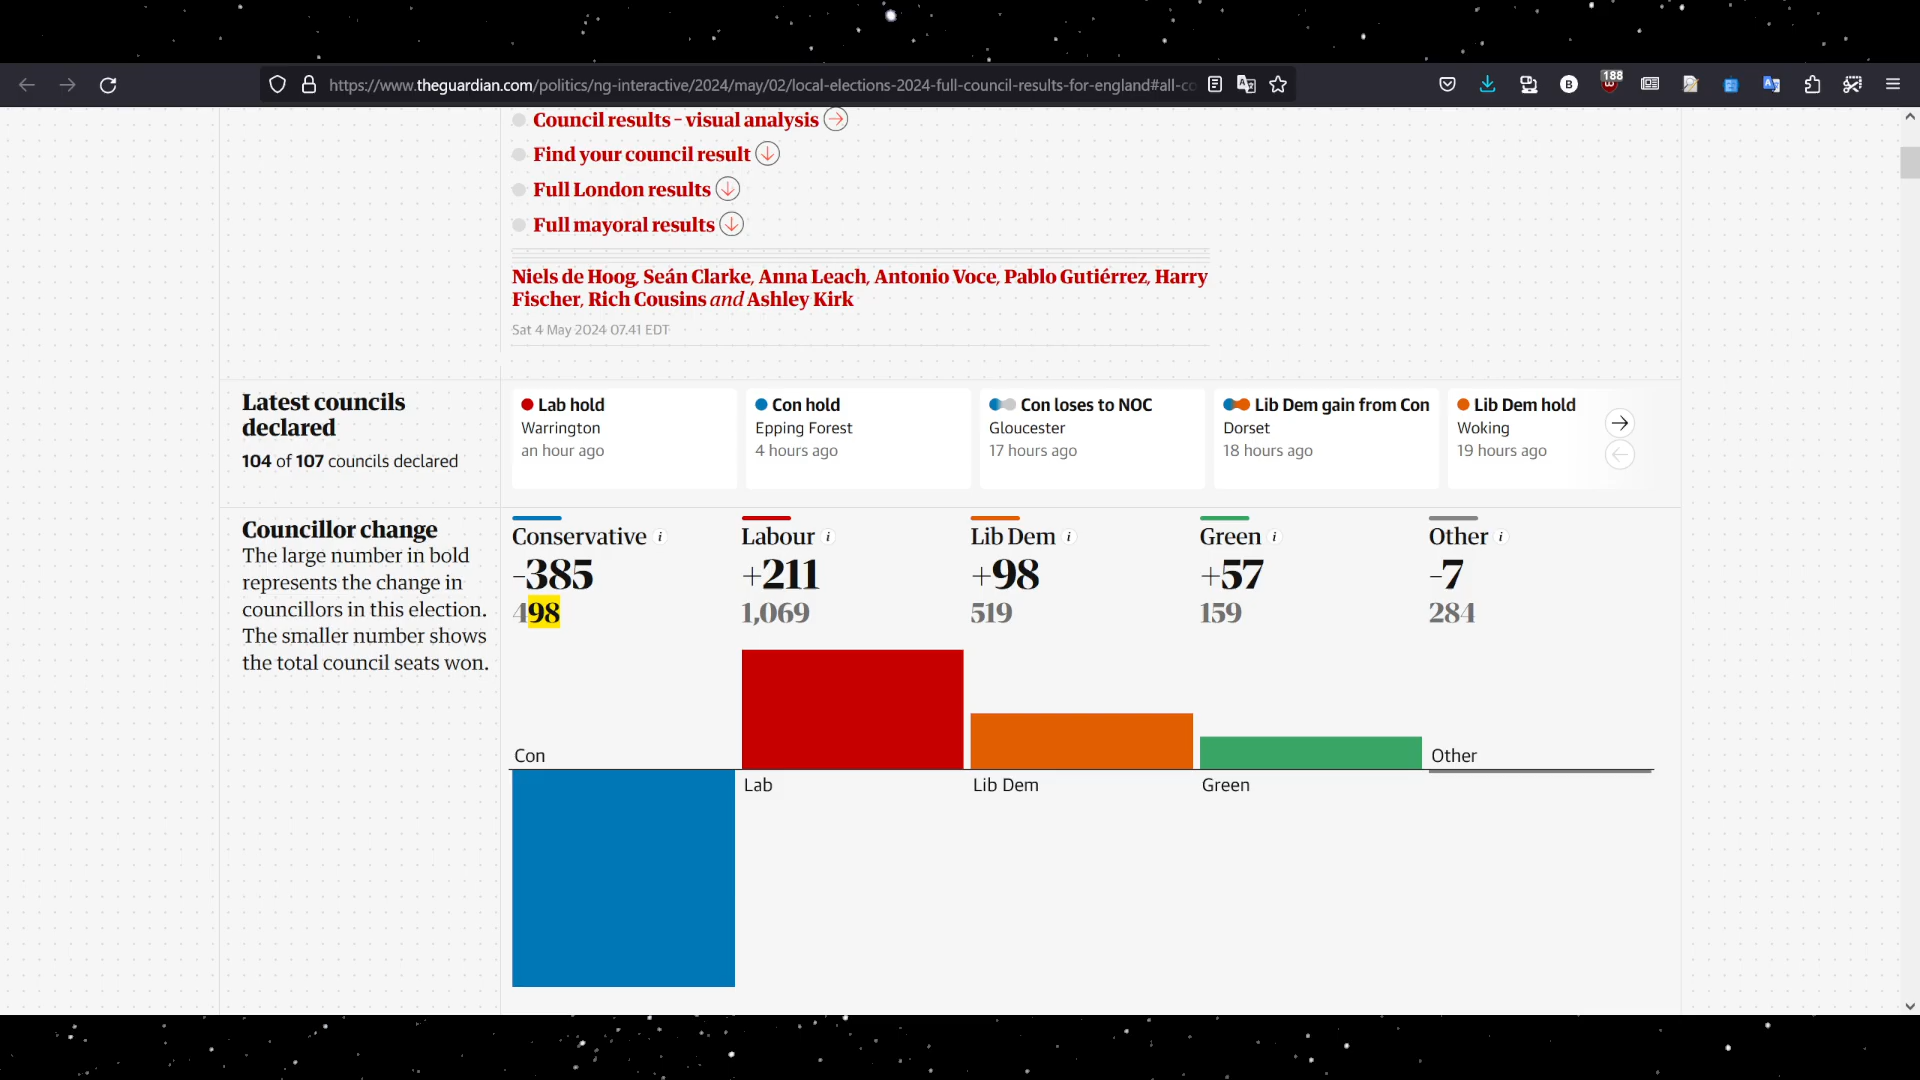 https://www.theguardian.com/politics/ng-interactive/2024/may/02/local-elections-2024-full-council-results-for-england#all-co
B
188
Council results – visual analysis
Find your council result
Full London results
Full mayoral results
Niels de Hoog, Seán Clarke, Anna Leach, Antonio Voce, Pablo Gutiérrez, Harry
Fischer, Rich Cousins and Ashley Kirk
Sat 4 May 2024 07.41 EDT
Latest councils
declared
104 of 107 councils declared
Lab hold
Warrington
an hour ago
Con hold
Epping Forest
4 hours ago
Con loses to NOC
Gloucester
17 hours ago
Lib Dem gain from Con
Dorset
18 hours ago
Lib Dem hold
Woking
19 hours ago
Councillor change
The large number in bold
represents the change in
councillors in this election.
The smaller number shows
the total council seats won.
Conservative i
-385
498
Labour i
+211
1,069
Lib Dem i
+98
519
Green i
+57
159
Other i
-7
284
Con
Lab
Lib Dem
Green
Other